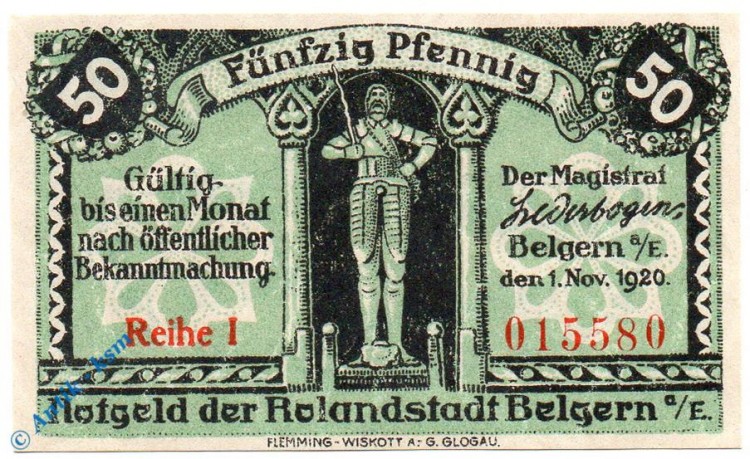 Fünfzig Pfennig
50
50
Gültig
bis einen Monat
nach öffentlicher
Bekanntmachung.
Reihe I
Der Magistrat
Lederbogen
Belgern a/E.
den 1. Nov. 1920.
015580
Notgeld der Rolandstadt Belgern a/E.
FLEMMING-WISKOTT A.-G. GLOGAU.